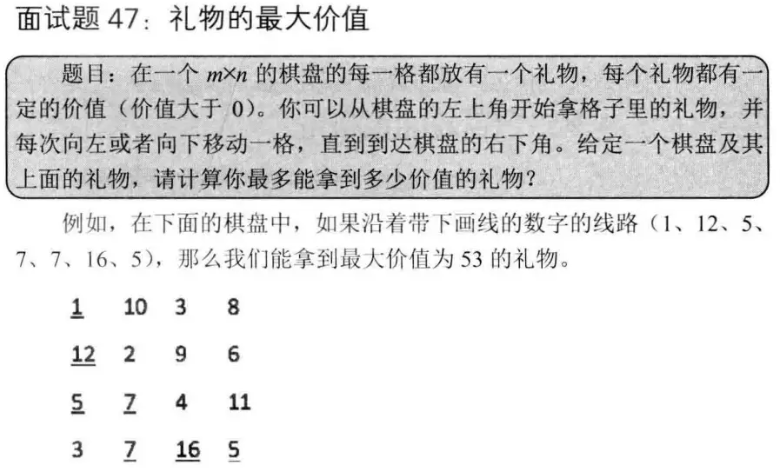 面试题 47：礼物的最大价值
题目：在一个 m×n 的棋盘的每一格都放有一个礼物，每个礼物都有一
定的价值（价值大于 0）。你可以从棋盘的左上角开始拿格子里的礼物，并
每次向左或者向下移动一格，直到到达棋盘的右下角。给定一个棋盘及其
上面的礼物，请计算你最多能拿到多少价值的礼物？
例如，在下面的棋盘中，如果沿着带下画线的数字的线路（1、12、5、
7、7、16、5），那么我们能拿到最大价值为 53 的礼物。
1 10 3 8
12 2 9 6
5 7 4 11
3 7 16 5